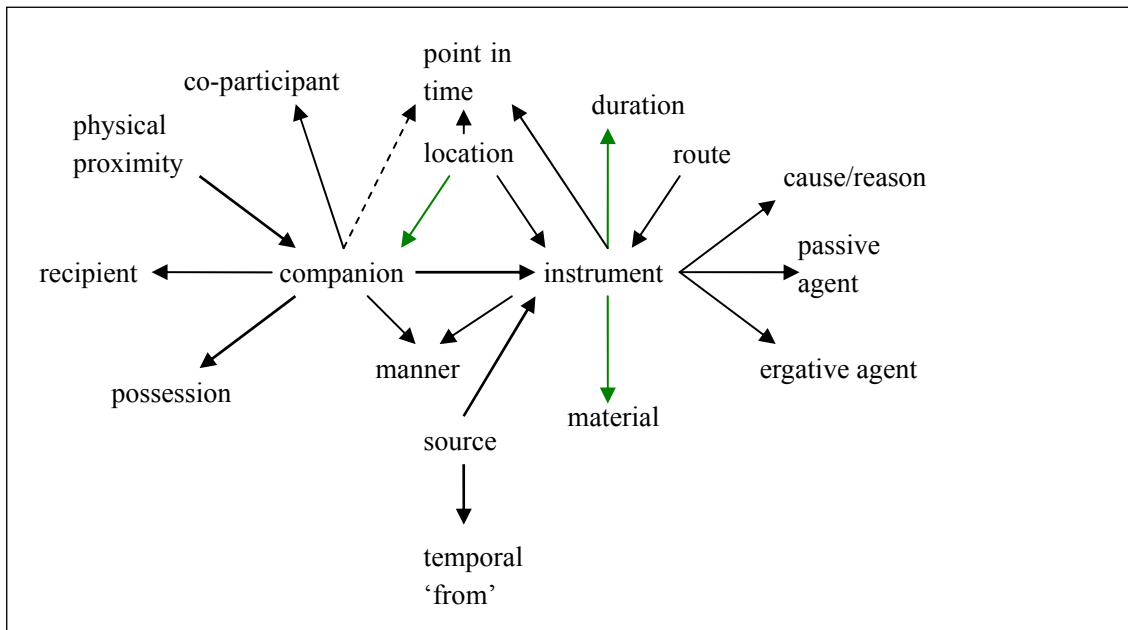 point in
time
co-participant
duration
physical
proximity
location
route
cause/reason
recipient
companion
instrument
passive
agent
manner
possession
ergative agent
material
source
temporal
‘from’